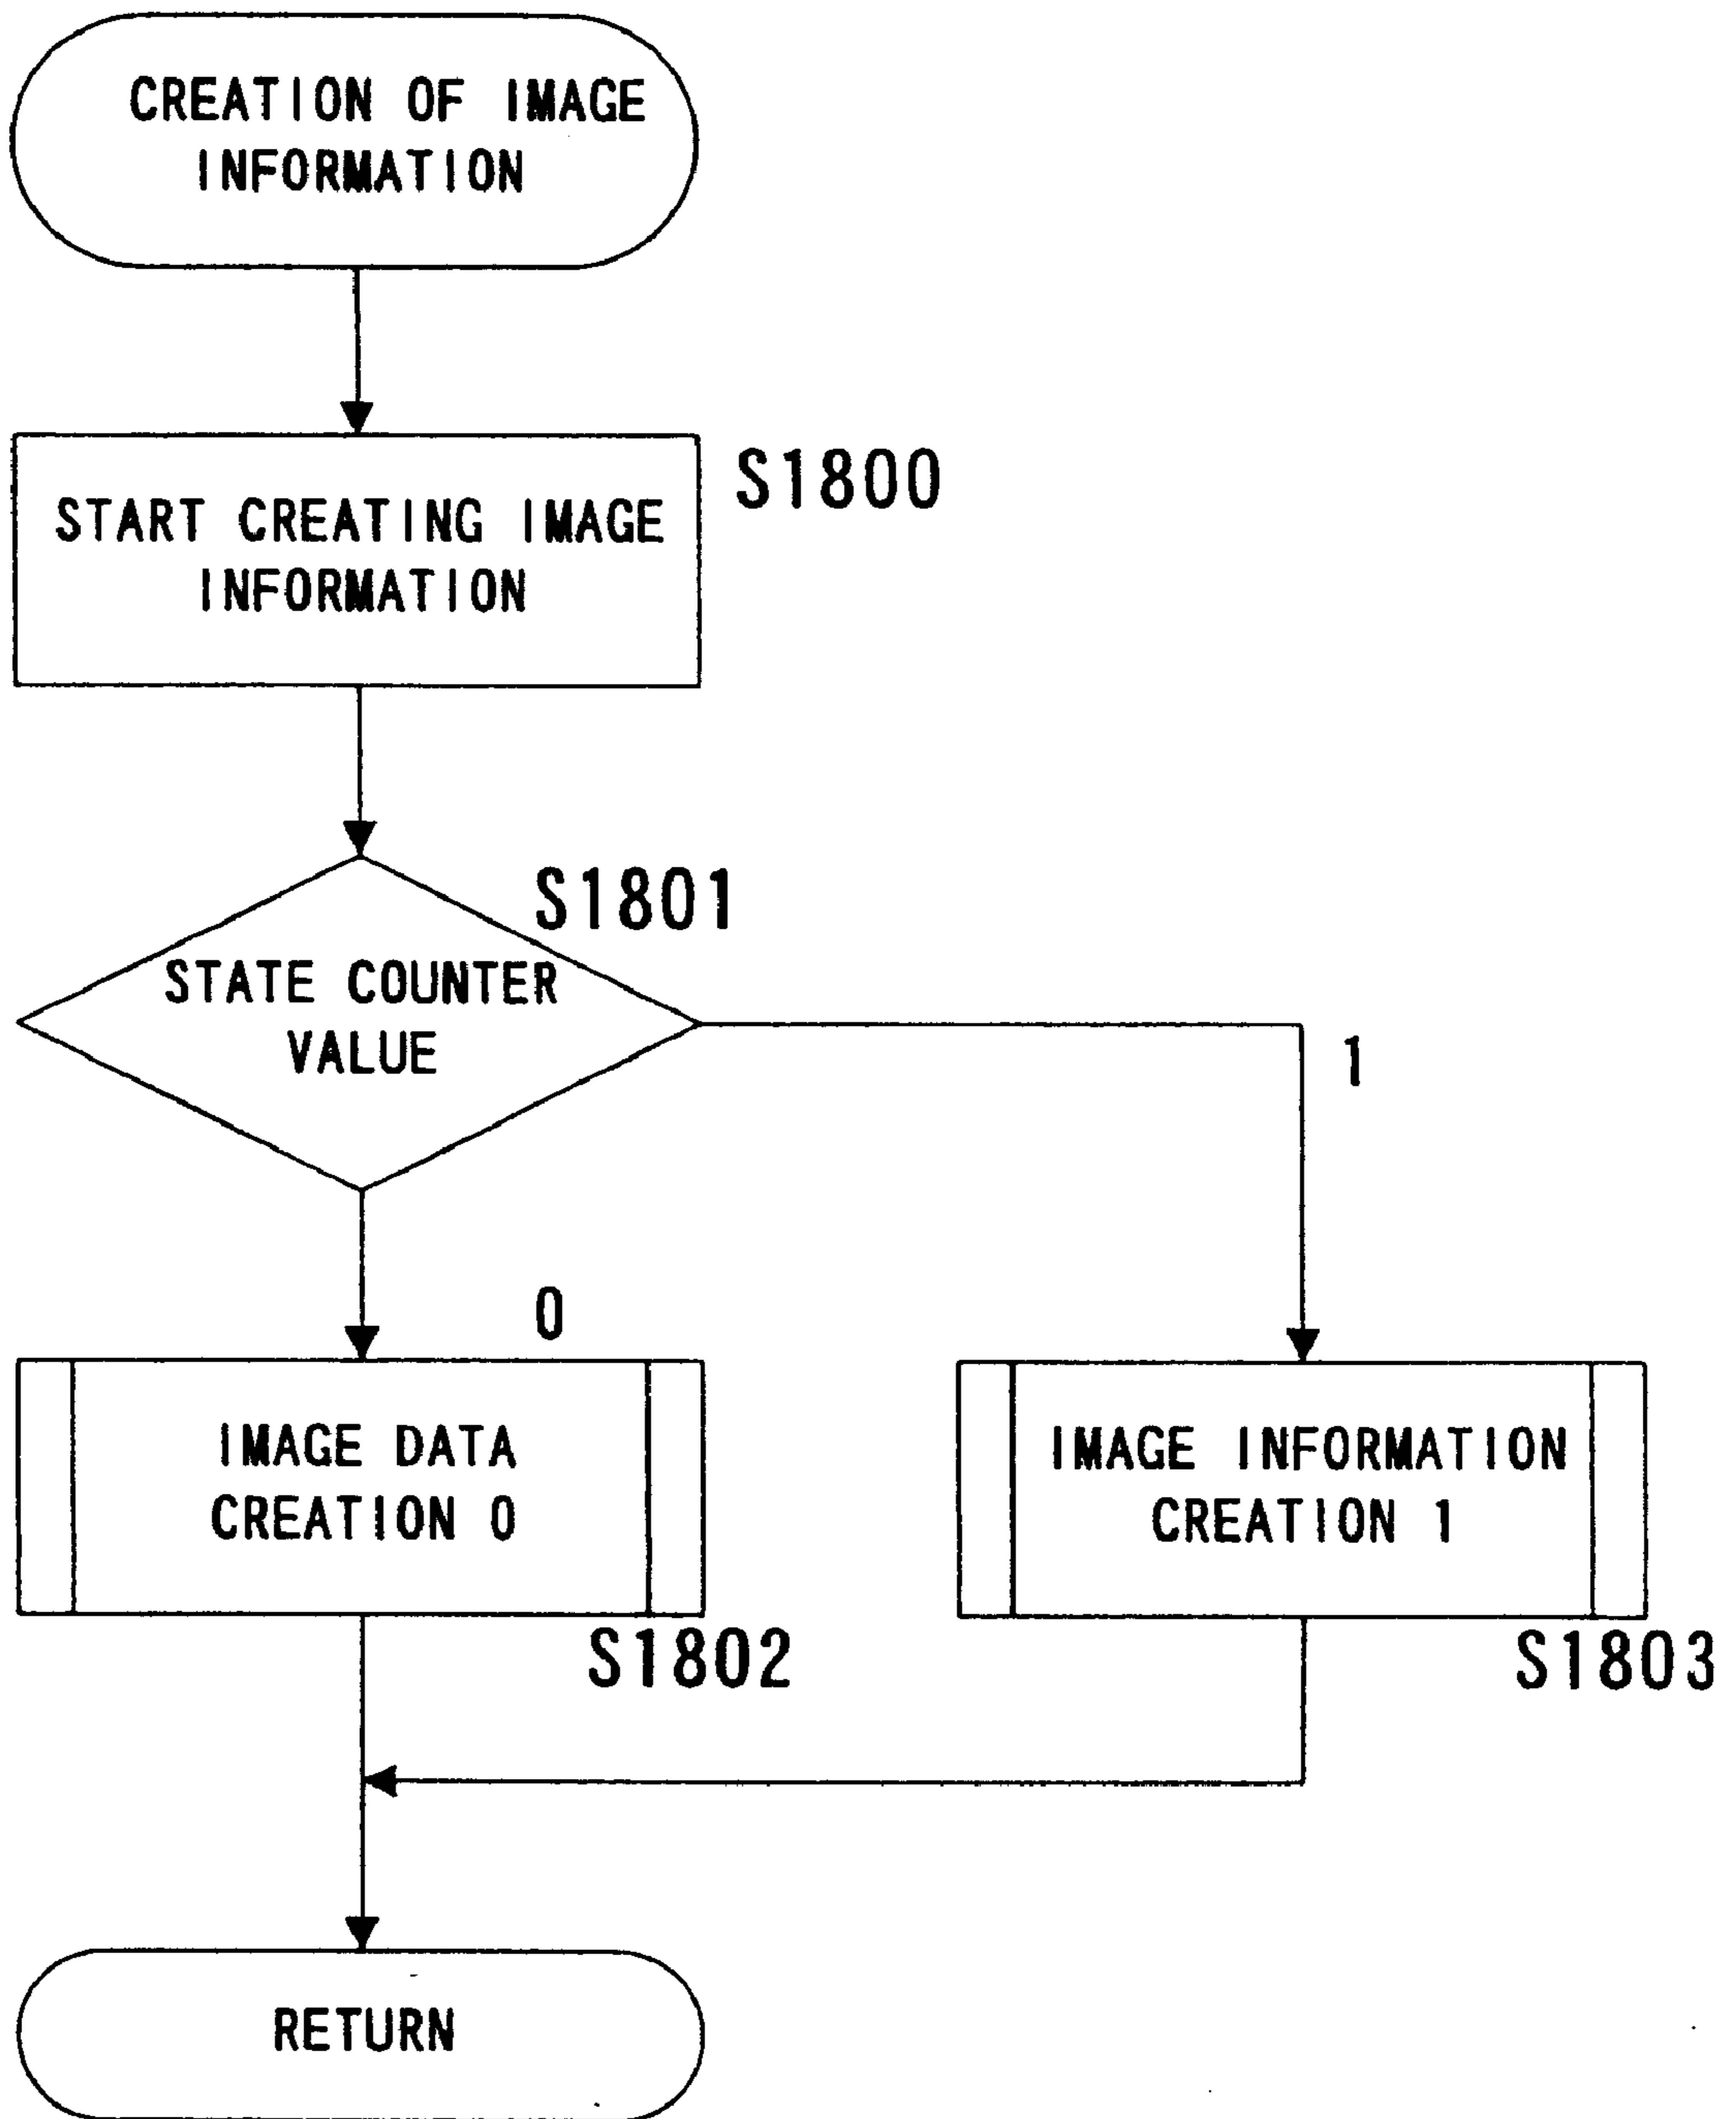 CREATION OF IMAGE
INFORMATION
S1800
START CREATING IMAGE
INFORMATION
S1801
STATE COUNTER
VALUE
1
0
IMAGE DATA
CREATION 0
S1802
IMAGE INFORMATION
CREATION 1
S1803
RETURN